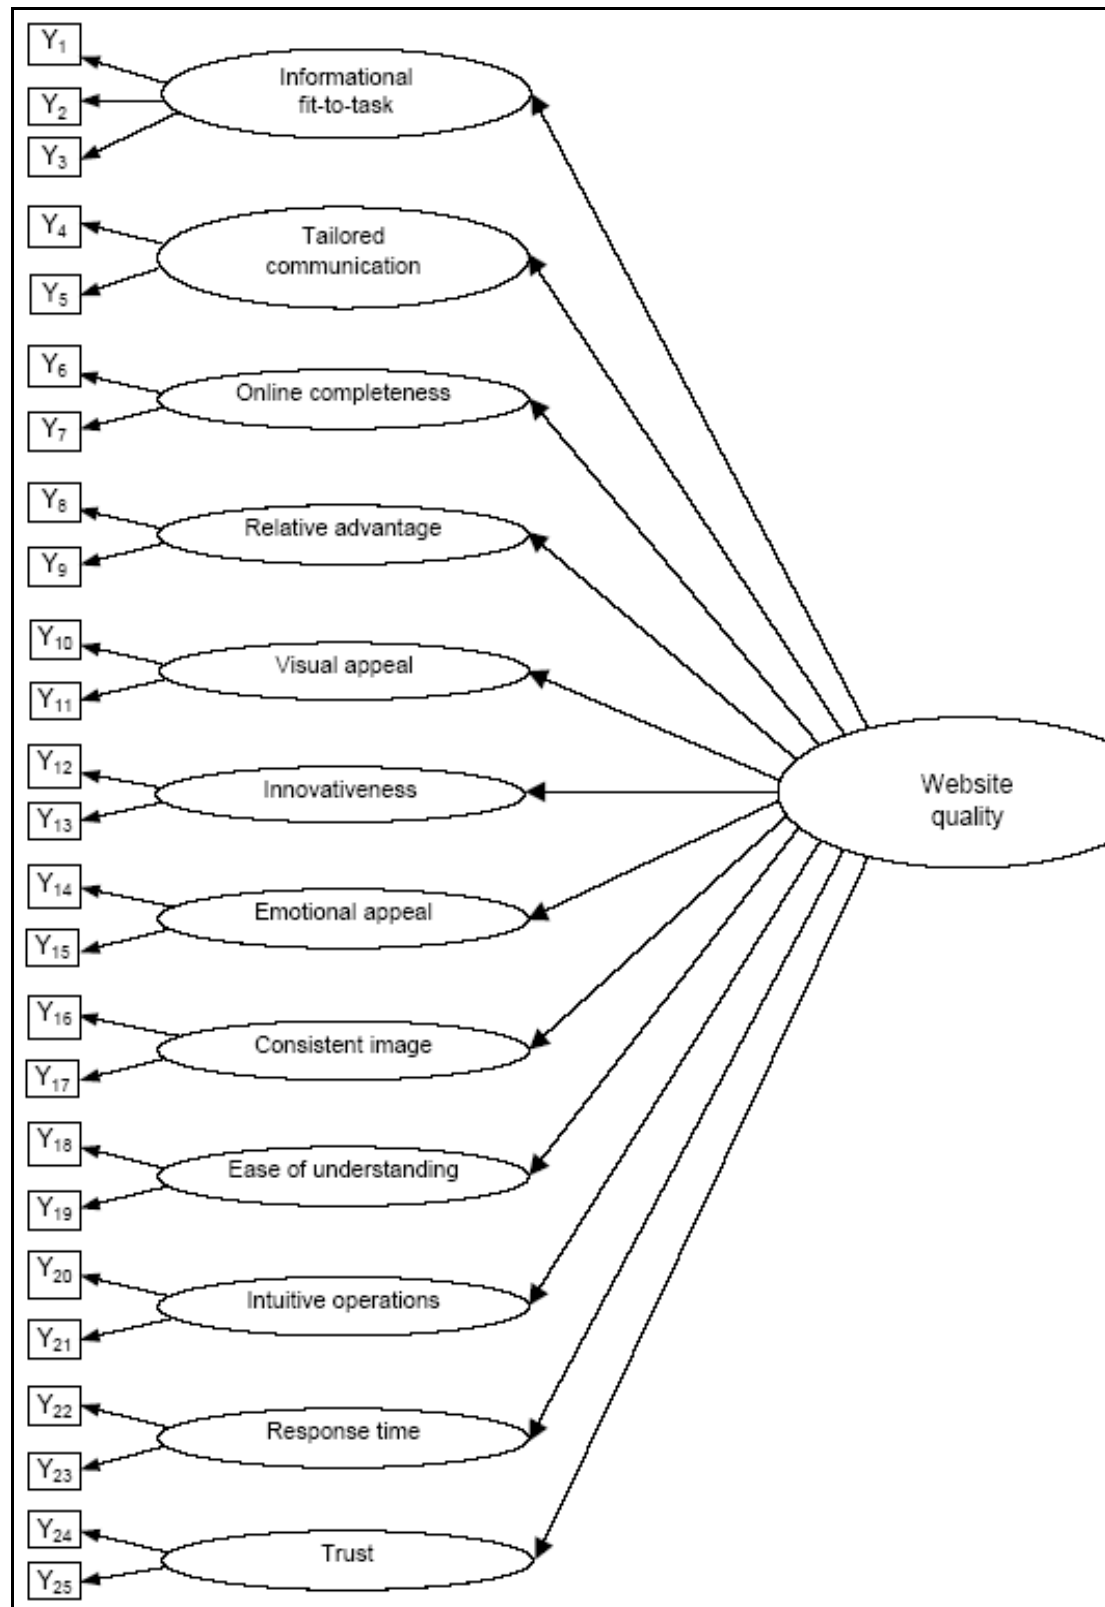 Y1
Y2
Y3
Informational
fit-to-task
Y4
Y5
Tailored
communication
Y6
Y7
Online completeness
Y8
Y9
Relative advantage
Y10
Y11
Visual appeal
Y12
Y13
Innovativeness
Y14
Y15
Emotional appeal
Y16
Y17
Consistent image
Y18
Y19
Ease of understanding
Y20
Y21
Intuitive operations
Y22
Y23
Response time
Y24
Y25
Trust
Website
quality